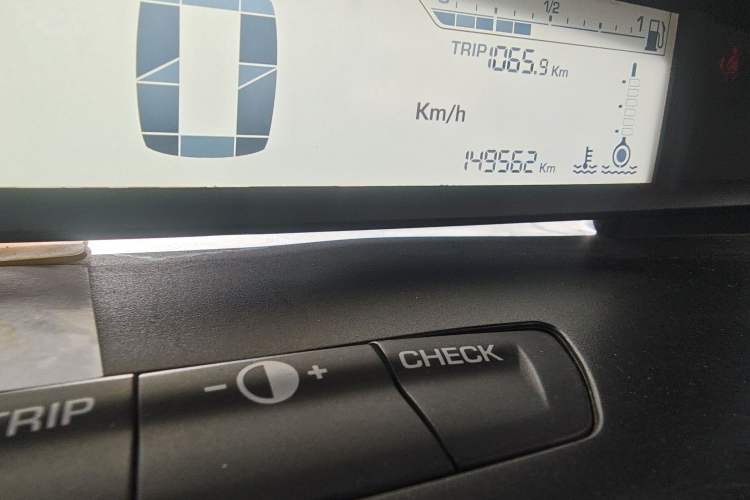 1/2
1
TRIP 1065.9 Km
Km/h
149562 Km
TRIP
- +
CHECK